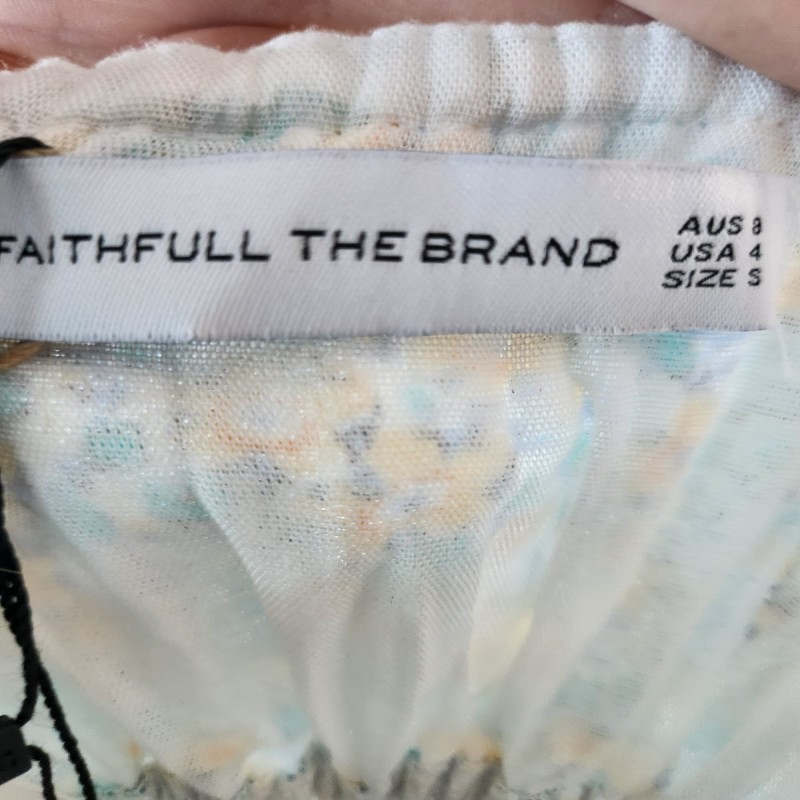 FAITHFULL THE BRAND
AUS 8
USA 4
SIZE S